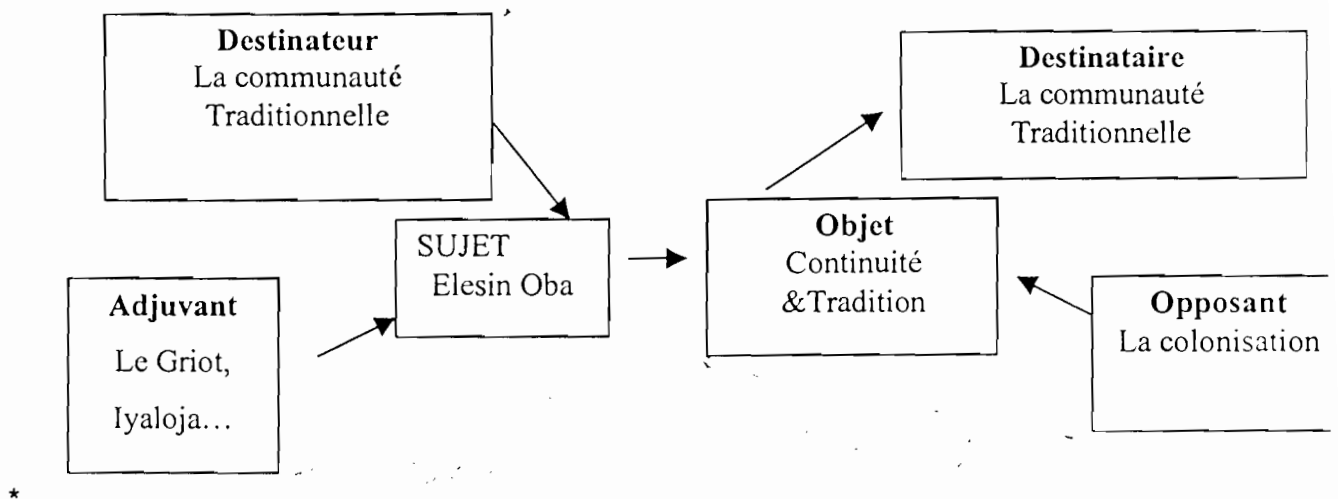 Destinateur
La communauté
Traditionnelle
Destinataire
La communauté
Traditionnelle
SUJET
Elesin Oba
Objet
Continuité
&Tradition
Adjuvant
Le Griot,
Iyaloja...
Opposant
La colonisation
*